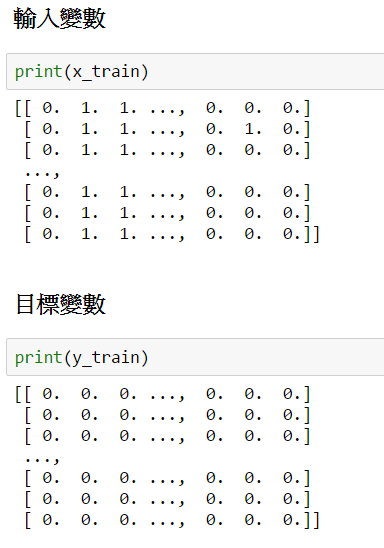 輸入變數
print(x_train)
[[ 0.  1.  1. ...,  0.  0.  0.]
 [ 0.  1.  1. ...,  0.  1.  0.]
 [ 0.  1.  1. ...,  0.  0.  0.]
 ...,
 [ 0.  1.  1. ...,  0.  0.  0.]
 [ 0.  1.  1. ...,  0.  0.  0.]
 [ 0.  1.  1. ...,  0.  0.  0.]]
目標變數
print(y_train)
[[ 0.  0.  0. ...,  0.  0.  0.]
 [ 0.  0.  0. ...,  0.  0.  0.]
 [ 0.  0.  0. ...,  0.  0.  0.]
 ...,
 [ 0.  0.  0. ...,  0.  0.  0.]
 [ 0.  0.  0. ...,  0.  0.  0.]
 [ 0.  0.  0. ...,  0.  0.  0.]]